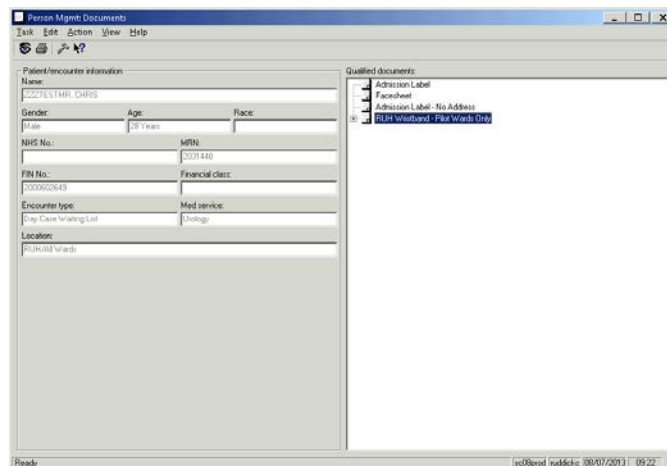 Person Mgmt: Documents
Task Edit Action View Help
Patient/encounter information
Name:
ZZZTESTMR, CHRIS
Gender: Age: Race:
Male 28 Years
NHS No.: MRN:
2031440
FIN No.: Financial class:
2000602649
Encounter type: Med service:
Day Case Waiting List Urology
Location:
RUH/All Wards
Qualified documents:
Admission Label
Facesheet
Admission Label - No Address
RUH Wristband - Pilot Wards Only
Ready sc08prod ruddickc 08/07/2013 09:22